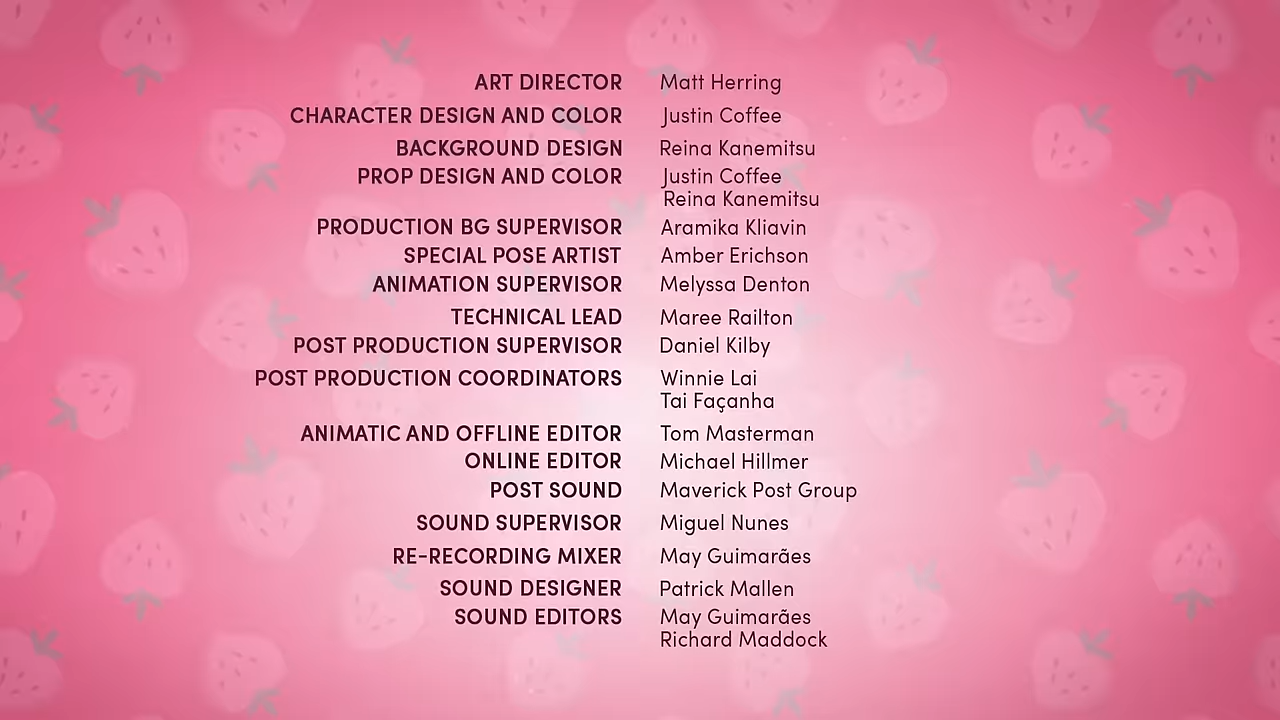 ART DIRECTOR Matt Herring
CHARACTER DESIGN AND COLOR Justin Coffee
BACKGROUND DESIGN Reina Kanemitsu
PROP DESIGN AND COLOR Justin Coffee
Reina Kanemitsu
PRODUCTION BG SUPERVISOR Aramika Kliavin
SPECIAL POSE ARTIST Amber Erichson
ANIMATION SUPERVISOR Melyssa Denton
TECHNICAL LEAD Maree Railton
POST PRODUCTION SUPERVISOR Daniel Kilby
POST PRODUCTION COORDINATORS Winnie Lai
Tai Façanha
ANIMATIC AND OFFLINE EDITOR Tom Masterman
ONLINE EDITOR Michael Hillmer
POST SOUND Maverick Post Group
SOUND SUPERVISOR Miguel Nunes
RE-RECORDING MIXER May Guimarães
SOUND DESIGNER Patrick Mallen
SOUND EDITORS May Guimarães
Richard Maddock